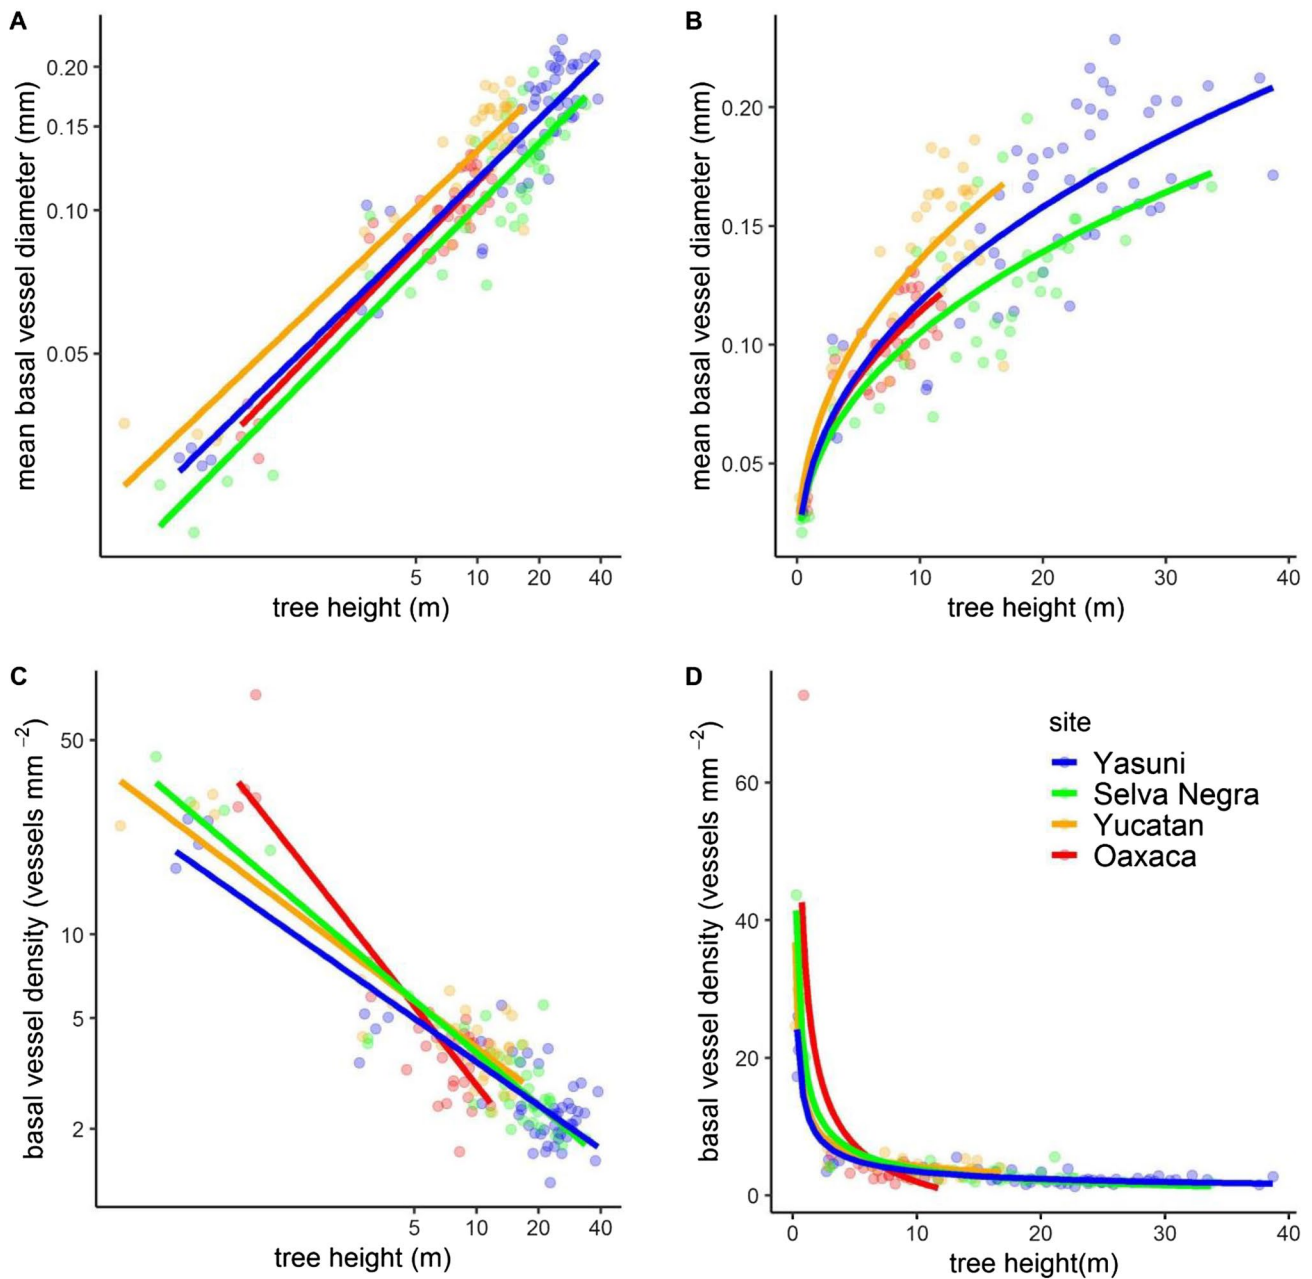 A
mean basal vessel diameter (mm)
0.20
0.15
0.10
0.05
5 10 20 40
tree height (m)
B
mean basal vessel diameter (mm)
0.20
0.15
0.10
0.05
0 10 20 30 40
tree height (m)
C
basal vessel density (vessels mm −2)
50
10
5
2
5 10 20 40
tree height (m)
D
basal vessel density (vessels mm −2)
60
40
20
0
site
Yasuni
Selva Negra
Yucatan
Oaxaca
0 10 20 30 40
tree height(m)